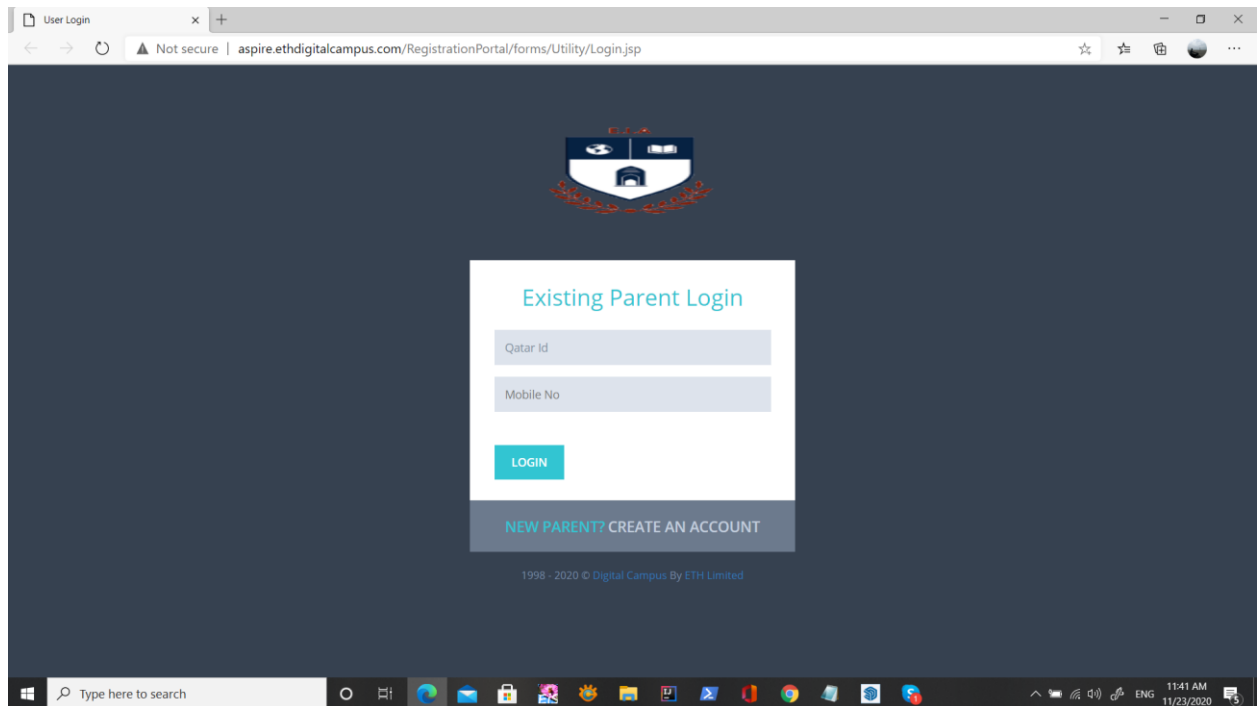 User Login
Not secure | aspire.ethdigitalcampus.com/RegistrationPortal/forms/Utility/Login.jsp
Existing Parent Login
Qatar Id
Mobile No
LOGIN
NEW PARENT? CREATE AN ACCOUNT
1998 - 2020 © Digital Campus By ETH Limited
Type here to search
ENG
11:41 AM
11/23/2020
5